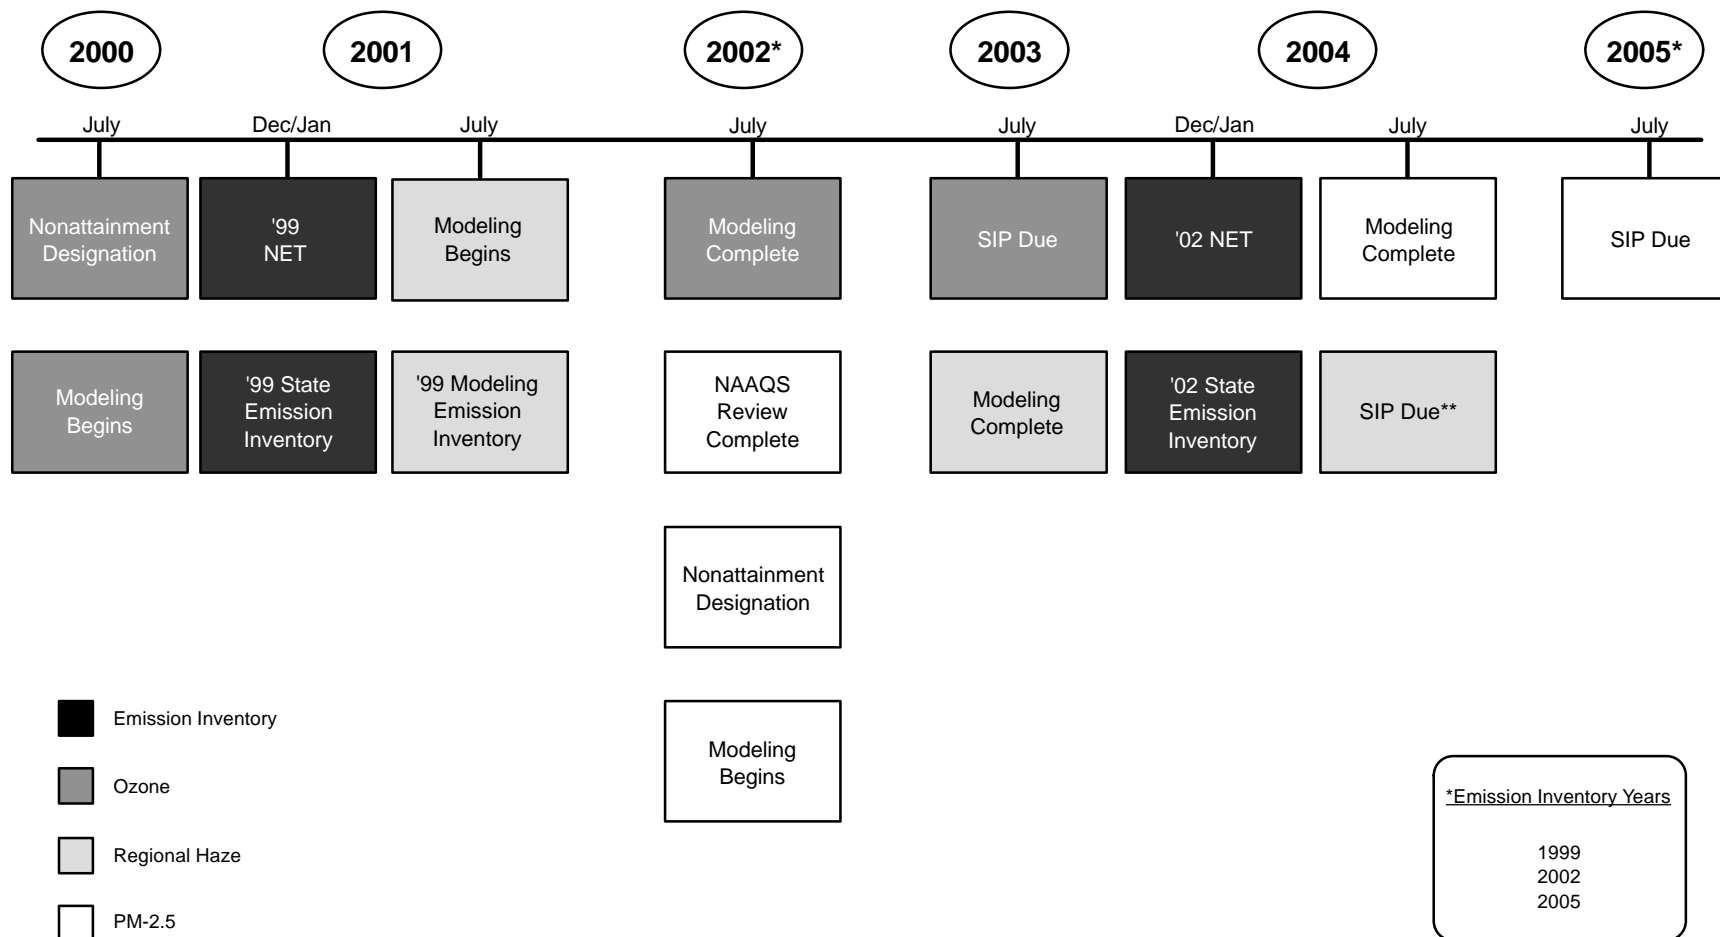 2000
2001
2002*
2003
2004
2005*
July
Dec/Jan
July
July
July
Dec/Jan
July
July
Nonattainment
Designation
'99
NET
Modeling
Begins
Modeling
Complete
SIP Due
'02 NET
Modeling
Complete
SIP Due
Modeling
Begins
'99 State
Emission
Inventory
'99 Modeling
Emission
Inventory
NAAQS
Review
Complete
Modeling
Complete
'02 State
Emission
Inventory
SIP Due**
Nonattainment
Designation
Modeling
Begins
Emission Inventory
Ozone
Regional Haze
PM-2.5
*Emission Inventory Years
1999
2002
2005